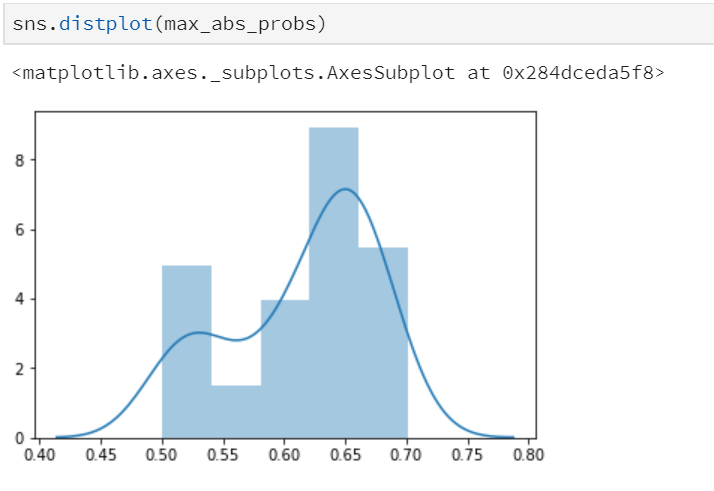 sns.distplot(max_abs_probs)
<matplotlib.axes._subplots.AxesSubplot at 0x284dceda5f8>
8
6
4
2
0
0.40 0.45 0.50 0.55 0.60 0.65 0.70 0.75 0.80